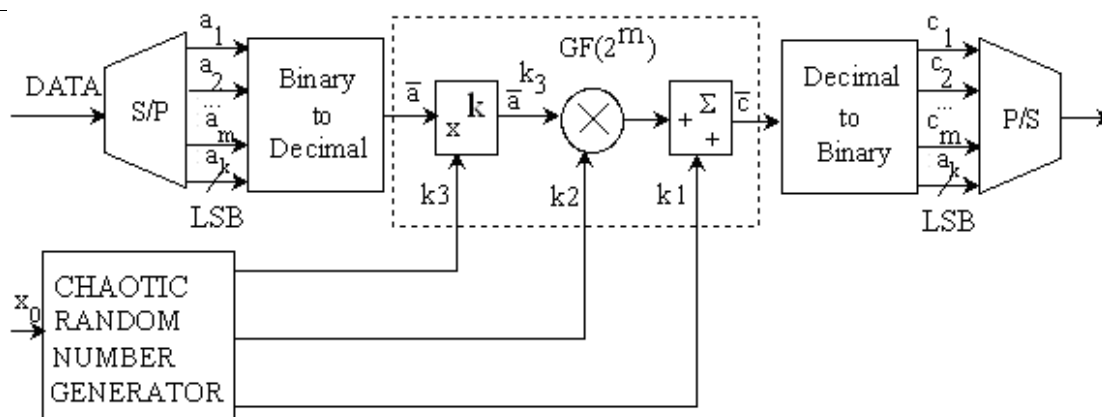 DATA
S/P
a1
a2
...
am
ak
LSB
Binary
to
Decimal
a̅
x^k
a̅^k3
GF(2^m)
k3
k2
k1
+
Σ
+
c̅
Decimal
to
Binary
c1
c2
...
cm
ak
LSB
P/S
x0
CHAOTIC
RANDOM
NUMBER
GENERATOR